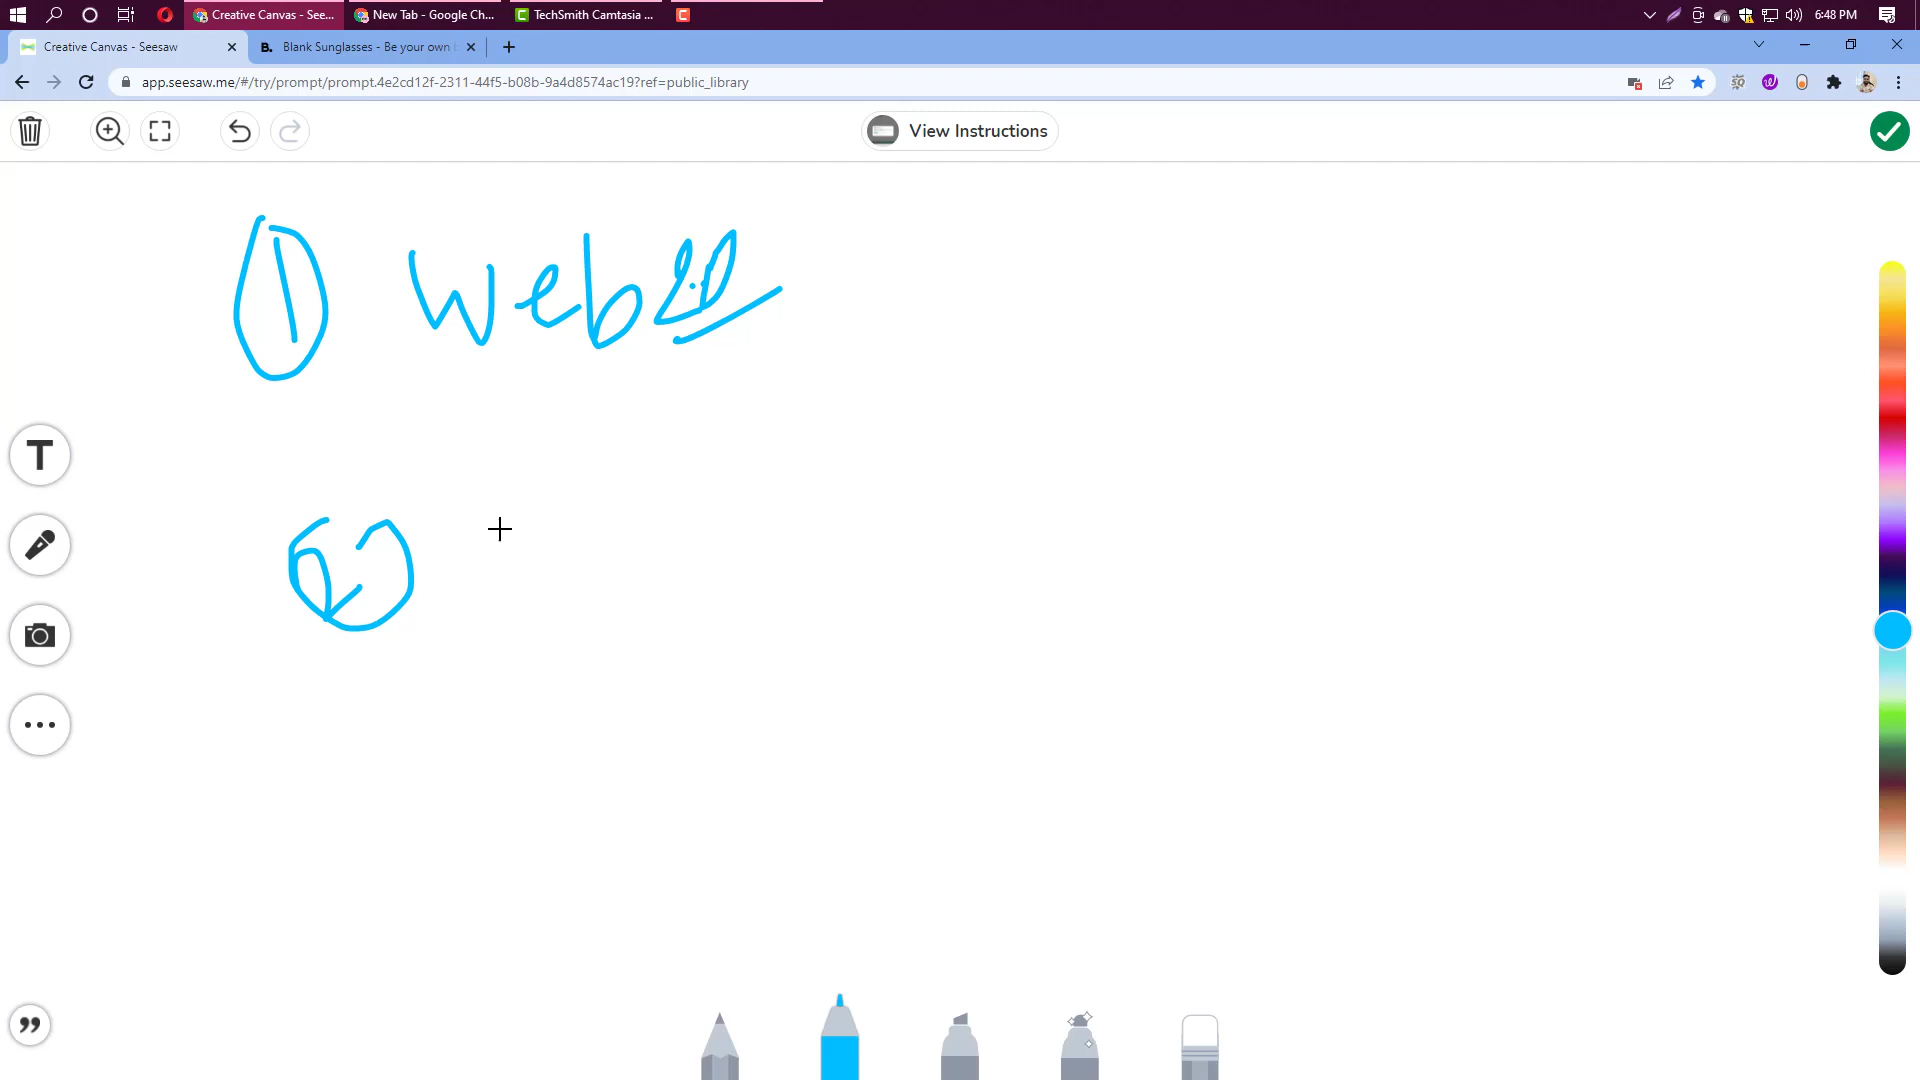 Creative Canvas - See...
New Tab - Google Ch...
TechSmith Camtasia ...
6:48 PM
Creative Canvas - Seesaw
B. Blank Sunglasses - Be your own
app.seesaw.me/#/try/prompt/prompt.4e2cd12f-2311-44f5-b08b-9a4d8574ac19?ref=public_library
View Instructions
1 Web
T
2